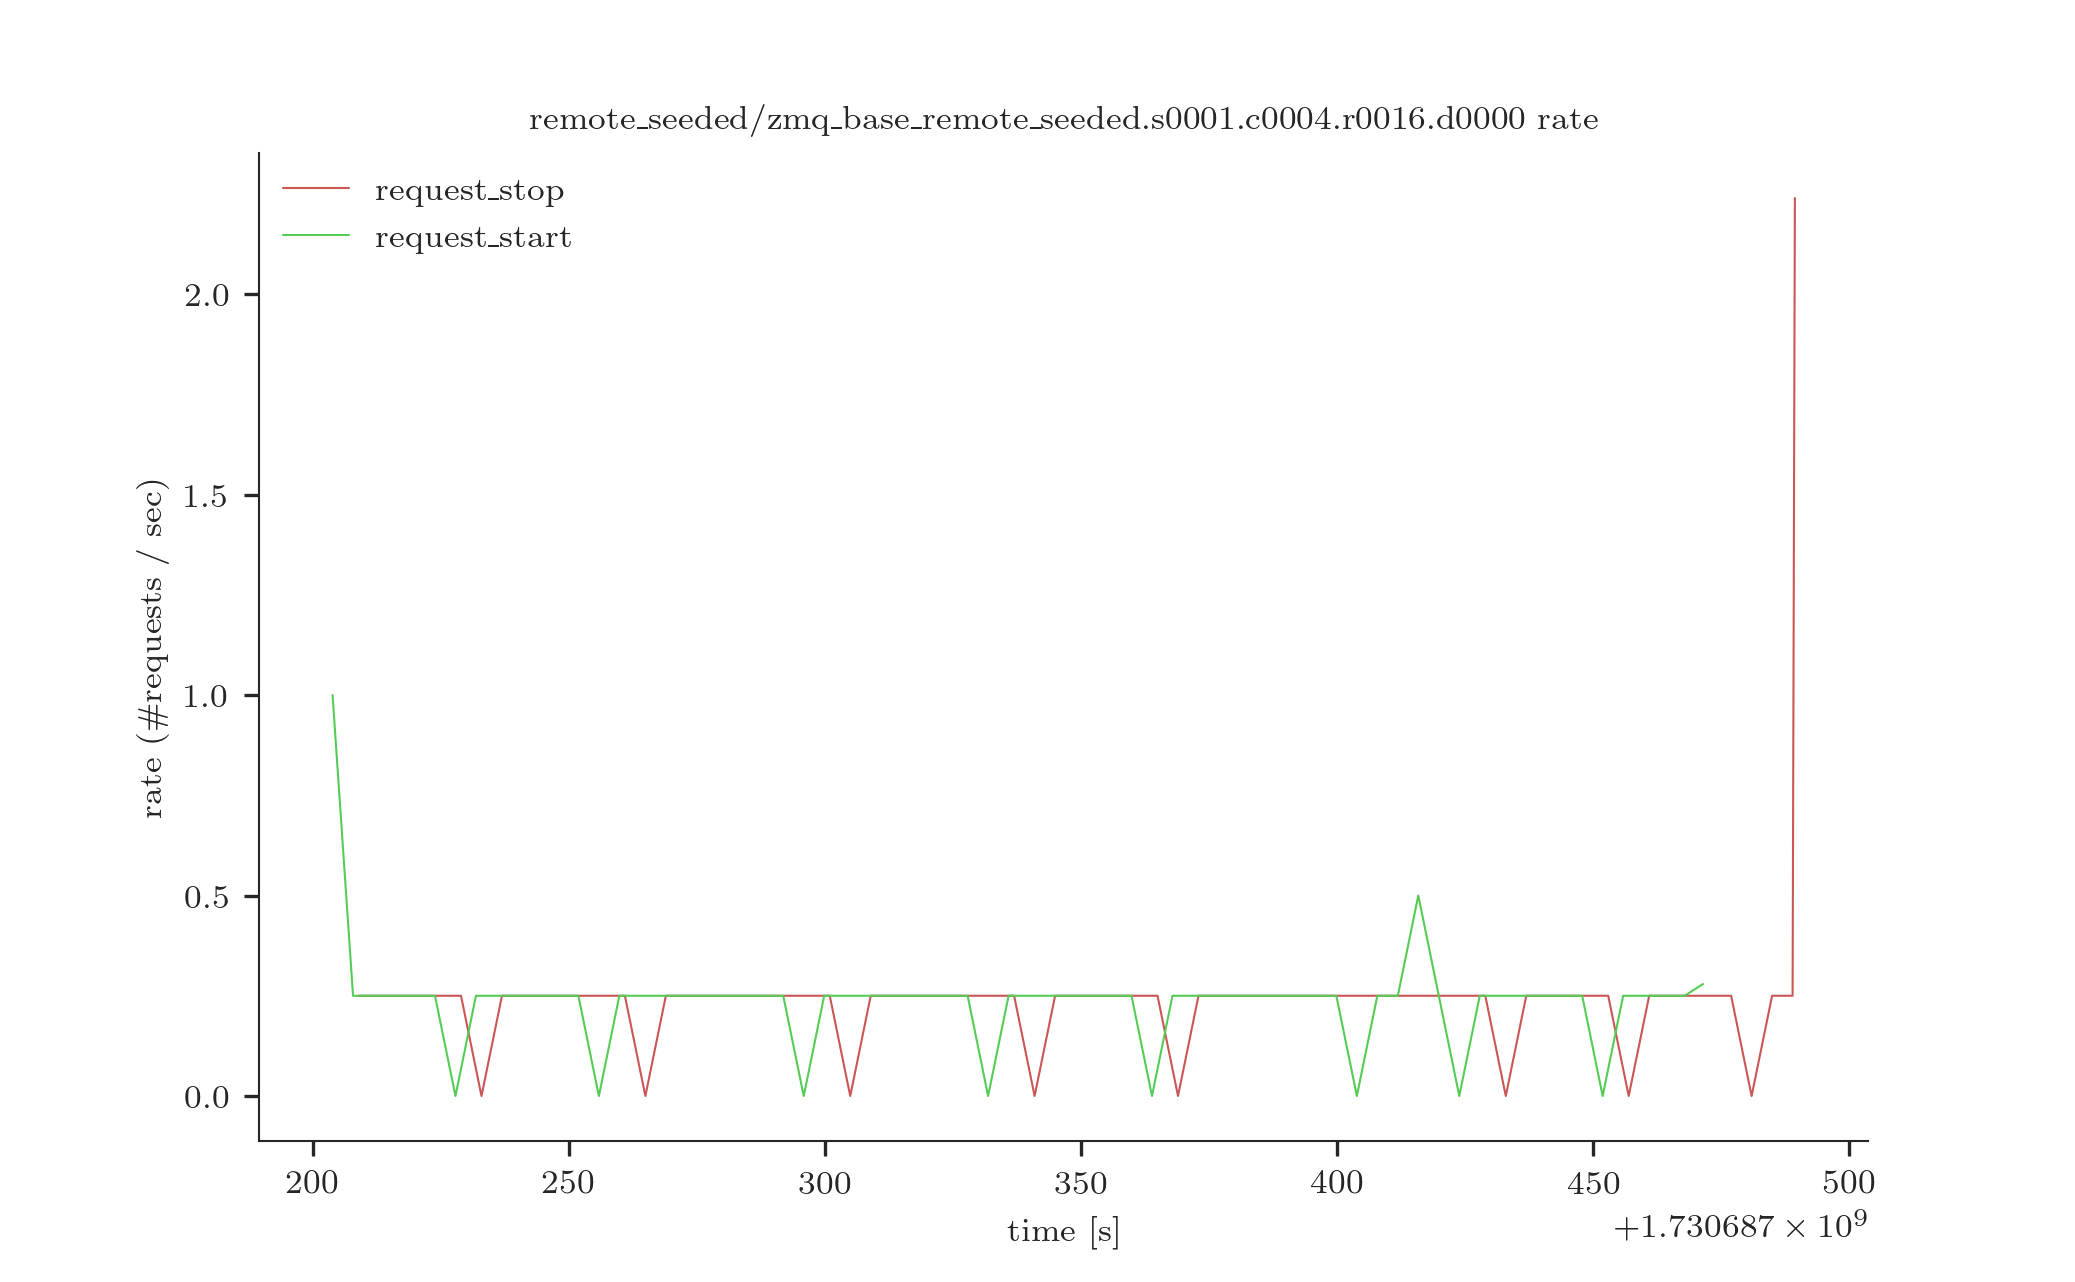 remote_seeded/zmq_base_remote_seeded.s0001.c0004.r0016.d0000 rate
request_stop
request_start
rate (#requests / sec)
2.0
1.5
1.0
0.5
0.0
200 250 300 350 400 450 500
time [s]
+1.730687 × 10⁹